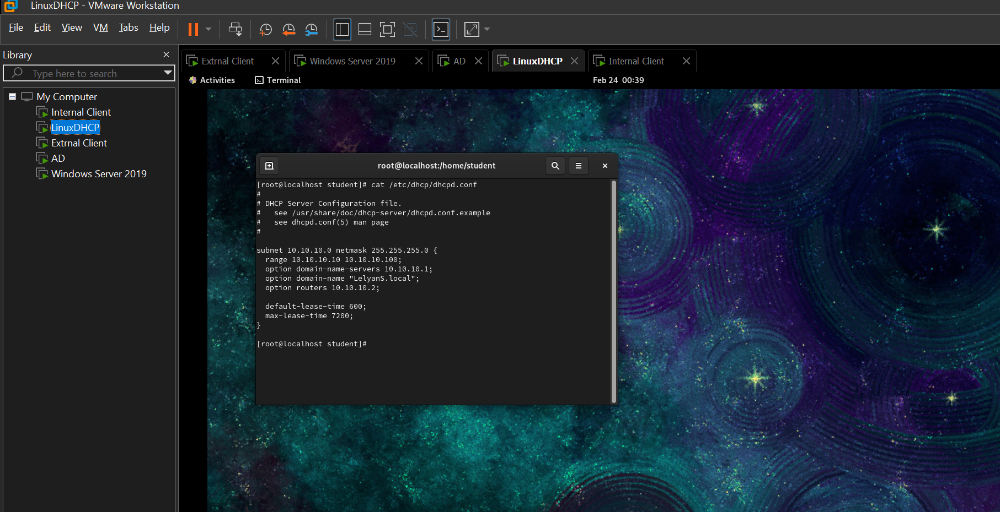 LinuxDHCP - VMware Workstation
File Edit View VM Tabs Help
Library
Type here to search
My Computer
Internal Client
LinuxDHCP
Extrnal Client
AD
Windows Server 2019
Extrnal Client
Windows Server 2019
AD
LinuxDHCP
Internal Client
Activities
Terminal
Feb 24 00:39
root@localhost:/home/student
[root@localhost student]# cat /etc/dhcp/dhcpd.conf
#
# DHCP Server Configuration file.
#   see /usr/share/doc/dhcp-server/dhcpd.conf.example
#   see dhcpd.conf(5) man page
#
subnet 10.10.10.0 netmask 255.255.255.0 {
  range 10.10.10.10 10.10.10.100;
  option domain-name-servers 10.10.10.1;
  option domain-name "LelyanS.local";
  option routers 10.10.10.2;
  default-lease-time 600;
  max-lease-time 7200;
}
[root@localhost student]#